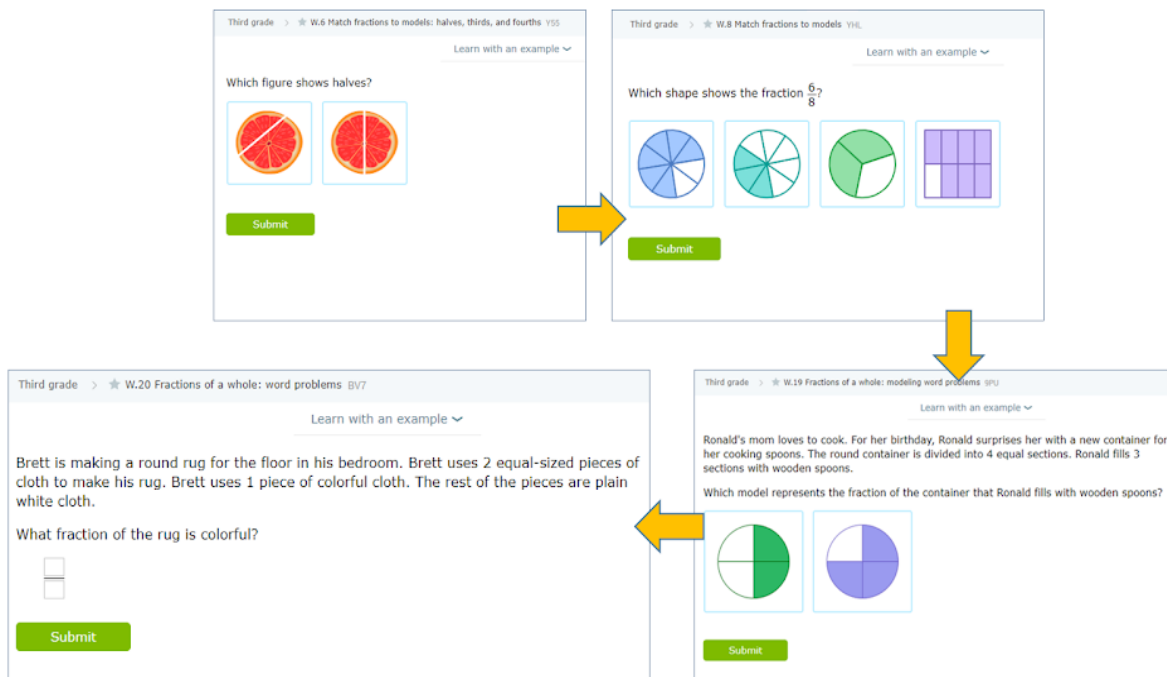 Third grade > ★ W.6 Match fractions to models: halves, thirds, and fourths Y5S
Learn with an example
Which figure shows halves?
Submit
Third grade > ★ W.8 Match fractions to models YHL
Learn with an example
Which shape shows the fraction 6/8?
Submit
Third grade > ★ W.19 Fractions of a whole: modeling word problems 9PU
Learn with an example
Ronald's mom loves to cook. For her birthday, Ronald surprises her with a new container for
her cooking spoons. The round container is divided into 4 equal sections. Ronald fills 3
sections with wooden spoons.
Which model represents the fraction of the container that Ronald fills with wooden spoons?
Submit
Third grade > ★ W.20 Fractions of a whole: word problems BV7
Learn with an example
Brett is making a round rug for the floor in his bedroom. Brett uses 2 equal-sized pieces of
cloth to make his rug. Brett uses 1 piece of colorful cloth. The rest of the pieces are plain
white cloth.
What fraction of the rug is colorful?
Submit